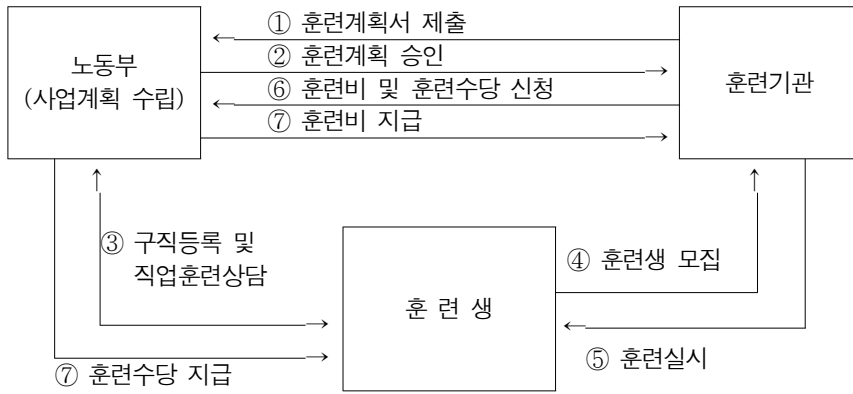 ① 훈련계획서 제출
② 훈련계획 승인
노동부
(사업계획 수립)
⑥ 훈련비 및 훈련수당 신청
훈련기관
⑦ 훈련비 지급
③ 구직등록 및
직업훈련상담
④ 훈련생 모집
훈 련 생
⑤ 훈련실시
⑦ 훈련수당 지급